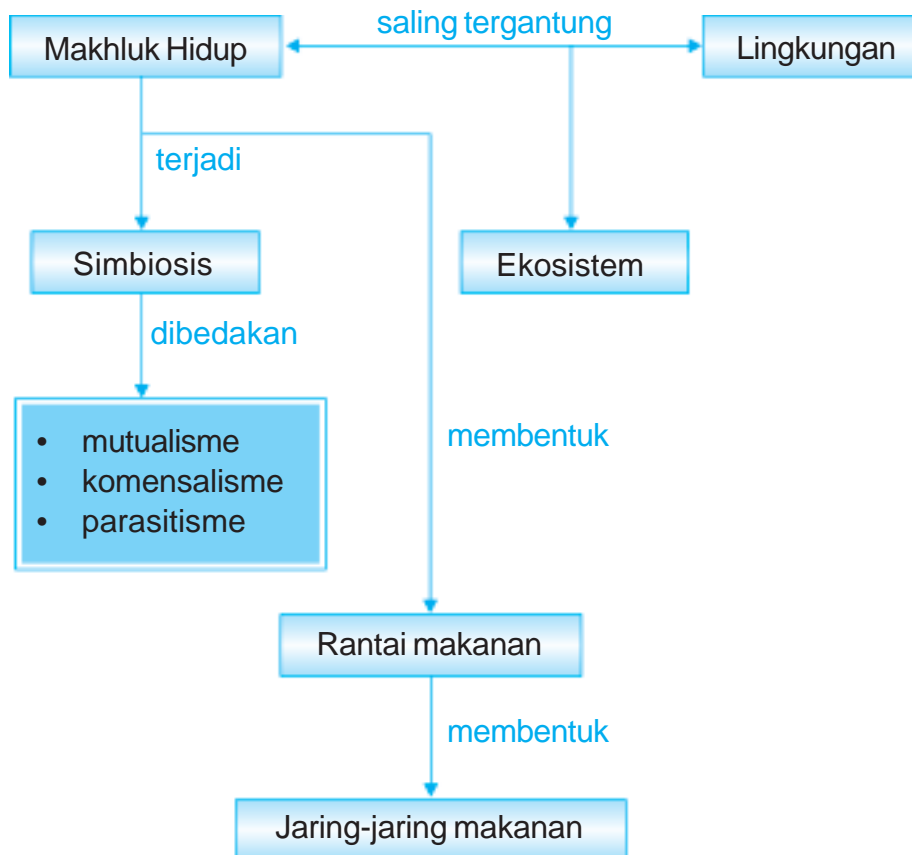 saling tergantung
Makhluk Hidup
Lingkungan
terjadi
Simbiosis
Ekosistem
dibedakan
• mutualisme
• komensalisme
• parasitisme
membentuk
Rantai makanan
membentuk
Jaring-jaring makanan